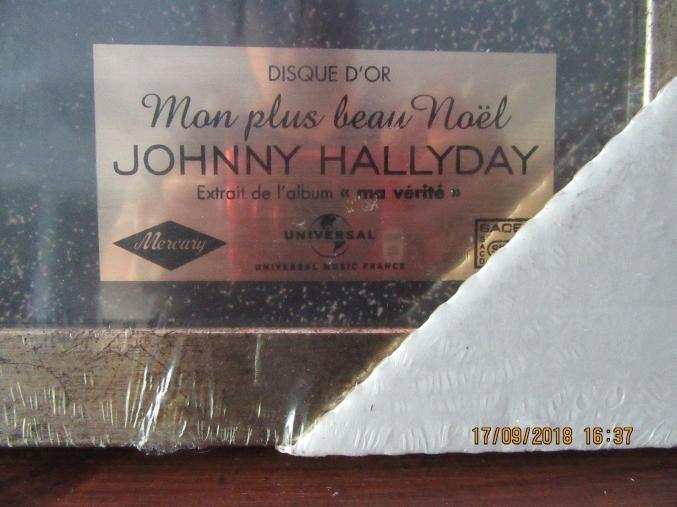 DISQUE D'OR
Mon plus beau Noël
JOHNNY HALLYDAY
Extrait de l'album « ma vérité »
Mercury
UNIVERSAL
UNIVERSAL MUSIC FRANCE
SACD
17/09/2018 16:37